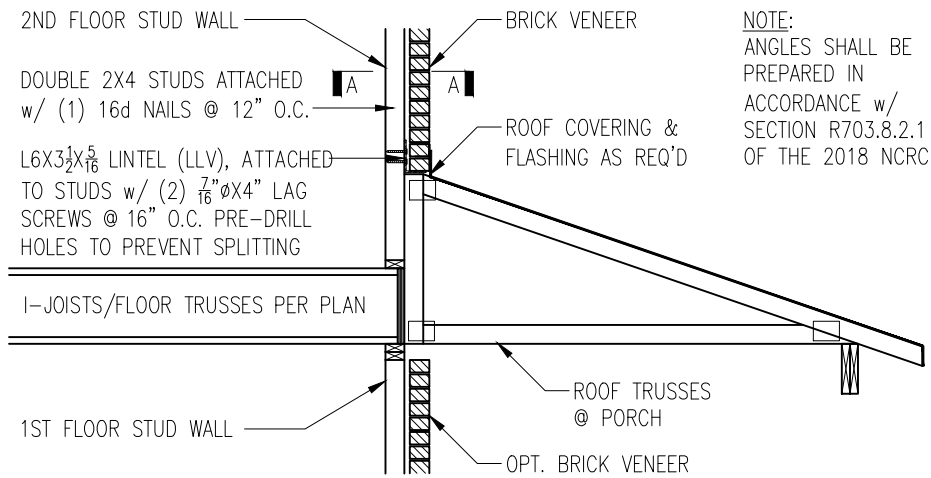 2ND FLOOR STUD WALL
BRICK VENEER
NOTE:
ANGLES SHALL BE
PREPARED IN
ACCORDANCE w/
SECTION R703.8.2.1
OF THE 2018 NCRC
DOUBLE 2X4 STUDS ATTACHED
w/ (1) 16d NAILS @ 12" O.C.
A
A
ROOF COVERING &
FLASHING AS REQ'D
L6X3½X5/16 LINTEL (LLV), ATTACHED
TO STUDS w/ (2) 7/16"øX4" LAG
SCREWS @ 16" O.C. PRE-DRILL
HOLES TO PREVENT SPLITTING
I-JOISTS/FLOOR TRUSSES PER PLAN
ROOF TRUSSES
@ PORCH
1ST FLOOR STUD WALL
OPT. BRICK VENEER